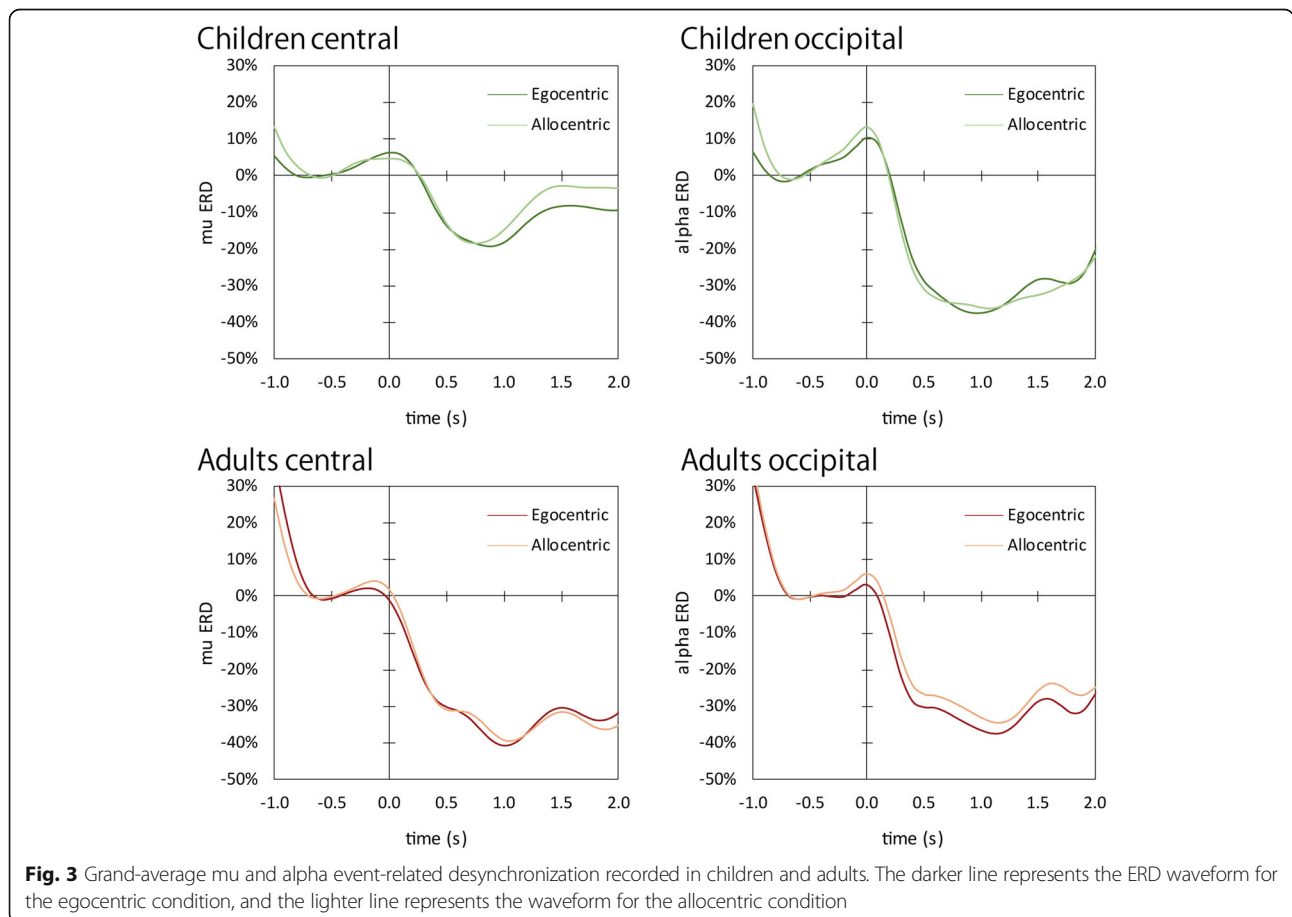 Children central
30%
20%
10%
0%
-10%
-20%
-30%
-40%
-50%
mu ERD
Egocentric
Allocentric
-1.0 -0.5 0.0 0.5 1.0 1.5 2.0
time (s)
Children occipital
30%
20%
10%
0%
-10%
-20%
-30%
-40%
-50%
alpha ERD
Egocentric
Allocentric
-1.0 -0.5 0.0 0.5 1.0 1.5 2.0
time (s)
Adults central
30%
20%
10%
0%
-10%
-20%
-30%
-40%
-50%
mu ERD
Egocentric
Allocentric
-1.0 -0.5 0.0 0.5 1.0 1.5 2.0
time (s)
Adults occipital
30%
20%
10%
0%
-10%
-20%
-30%
-40%
-50%
alpha ERD
Egocentric
Allocentric
-1.0 -0.5 0.0 0.5 1.0 1.5 2.0
time (s)
Fig. 3 Grand-average mu and alpha event-related desynchronization recorded in children and adults. The darker line represents the ERD waveform for
the egocentric condition, and the lighter line represents the waveform for the allocentric condition